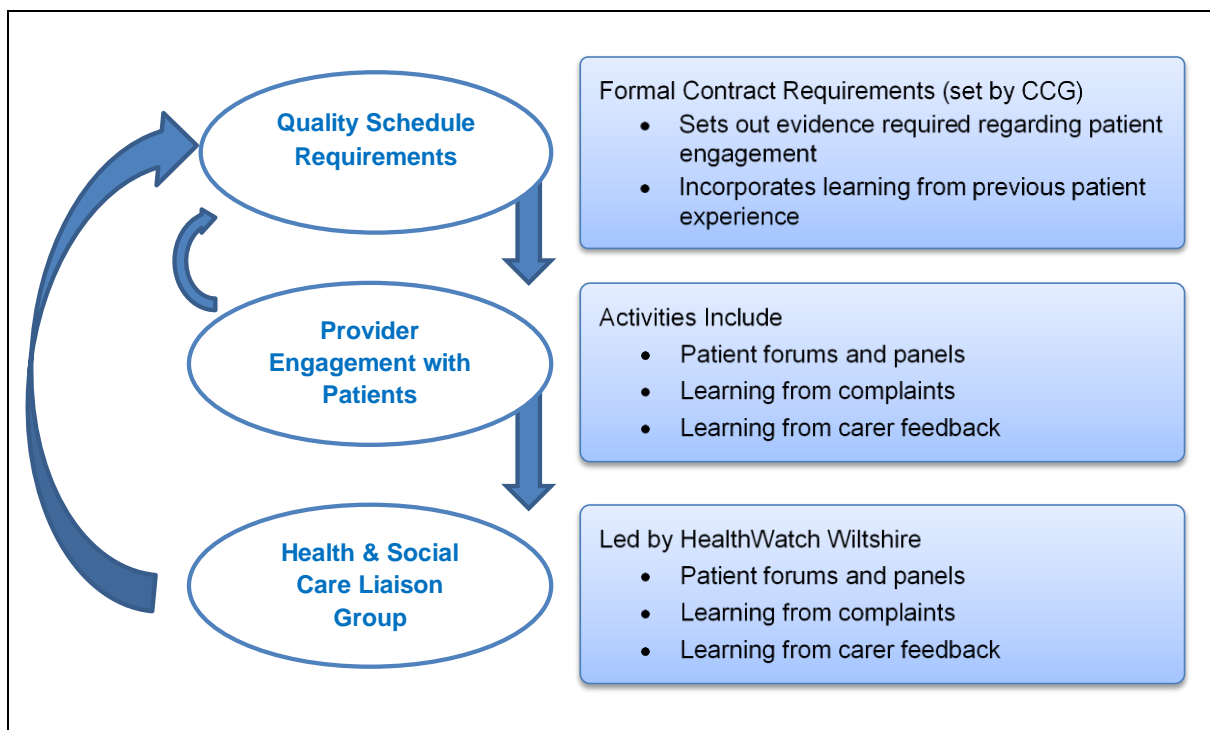 Quality Schedule
Requirements
Formal Contract Requirements (set by CCG)
• Sets out evidence required regarding patient
engagement
• Incorporates learning from previous patient
experience
Provider
Engagement with
Patients
Activities Include
• Patient forums and panels
• Learning from complaints
• Learning from carer feedback
Health & Social
Care Liaison
Group
Led by HealthWatch Wiltshire
• Patient forums and panels
• Learning from complaints
• Learning from carer feedback